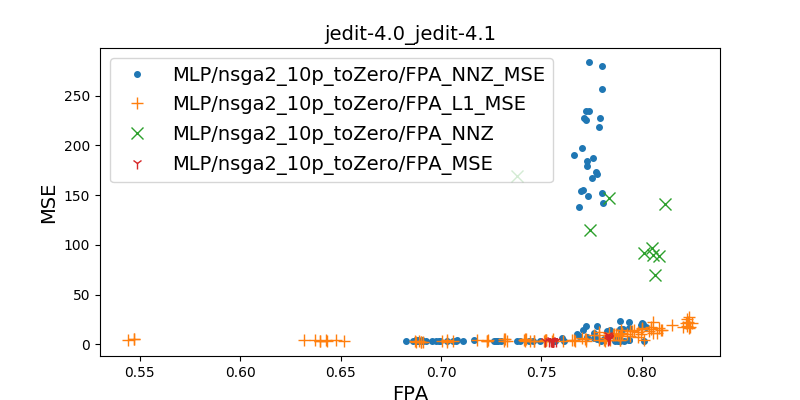 jedit-4.0_jedit-4.1
MLP/nsga2_10p_toZero/FPA_NNZ_MSE
MLP/nsga2_10p_toZero/FPA_L1_MSE
MLP/nsga2_10p_toZero/FPA_NNZ
MLP/nsga2_10p_toZero/FPA_MSE
MSE
250
200
150
100
50
0
0.55 0.60 0.65 0.70 0.75 0.80
FPA